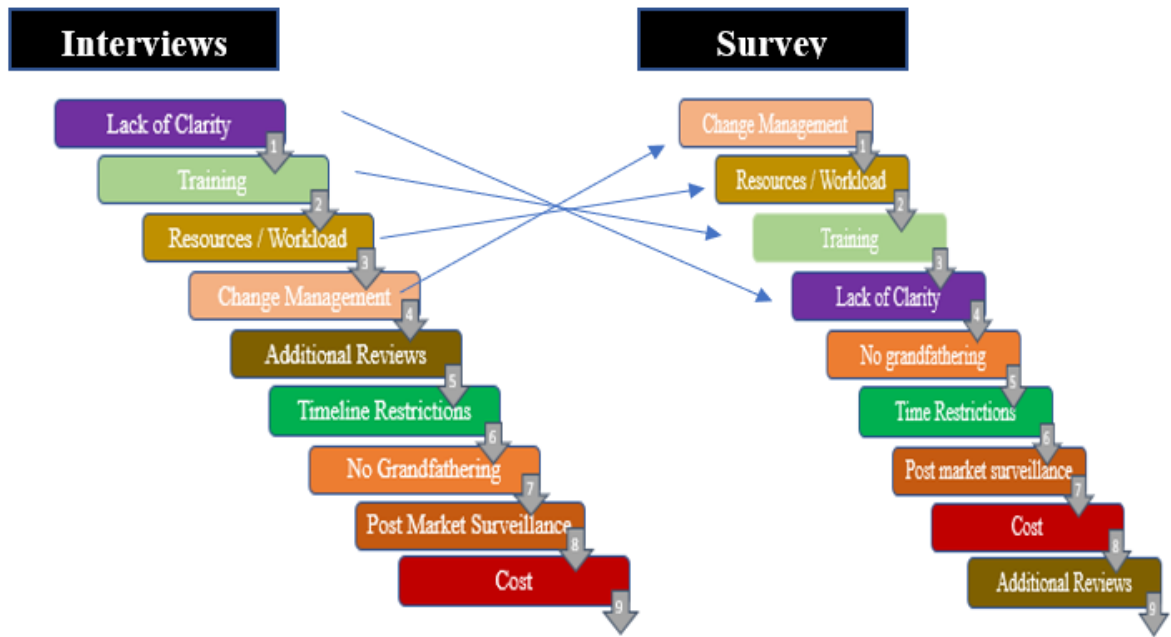 Interviews
Lack of Clarity
1
Training
2
Resources / Workload
3
Change Management
4
Additional Reviews
5
Timeline Restrictions
6
No Grandfathering
7
Post Market Surveillance
8
Cost
9
Survey
Change Management
1
Resources / Workload
2
Training
3
Lack of Clarity
4
No grandfathering
5
Time Restrictions
6
Post market surveillance
7
Cost
8
Additional Reviews
9